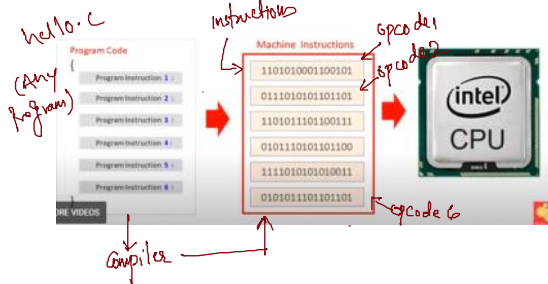 hello.c
(Any program)
instructions
opcode1
opcode2
Program Code
{
Program Instruction 1 ;
Program Instruction 2 ;
Program Instruction 3 ;
Program Instruction 4 ;
Program Instruction 5 ;
Program Instruction 6 ;
}
Machine Instructions
1101010001100101
0111010101101101
1101011101100111
0101110101101100
1111010101010011
0101011101101101
intel
CPU
ORE VIDEOS
opcode 6
Compiler